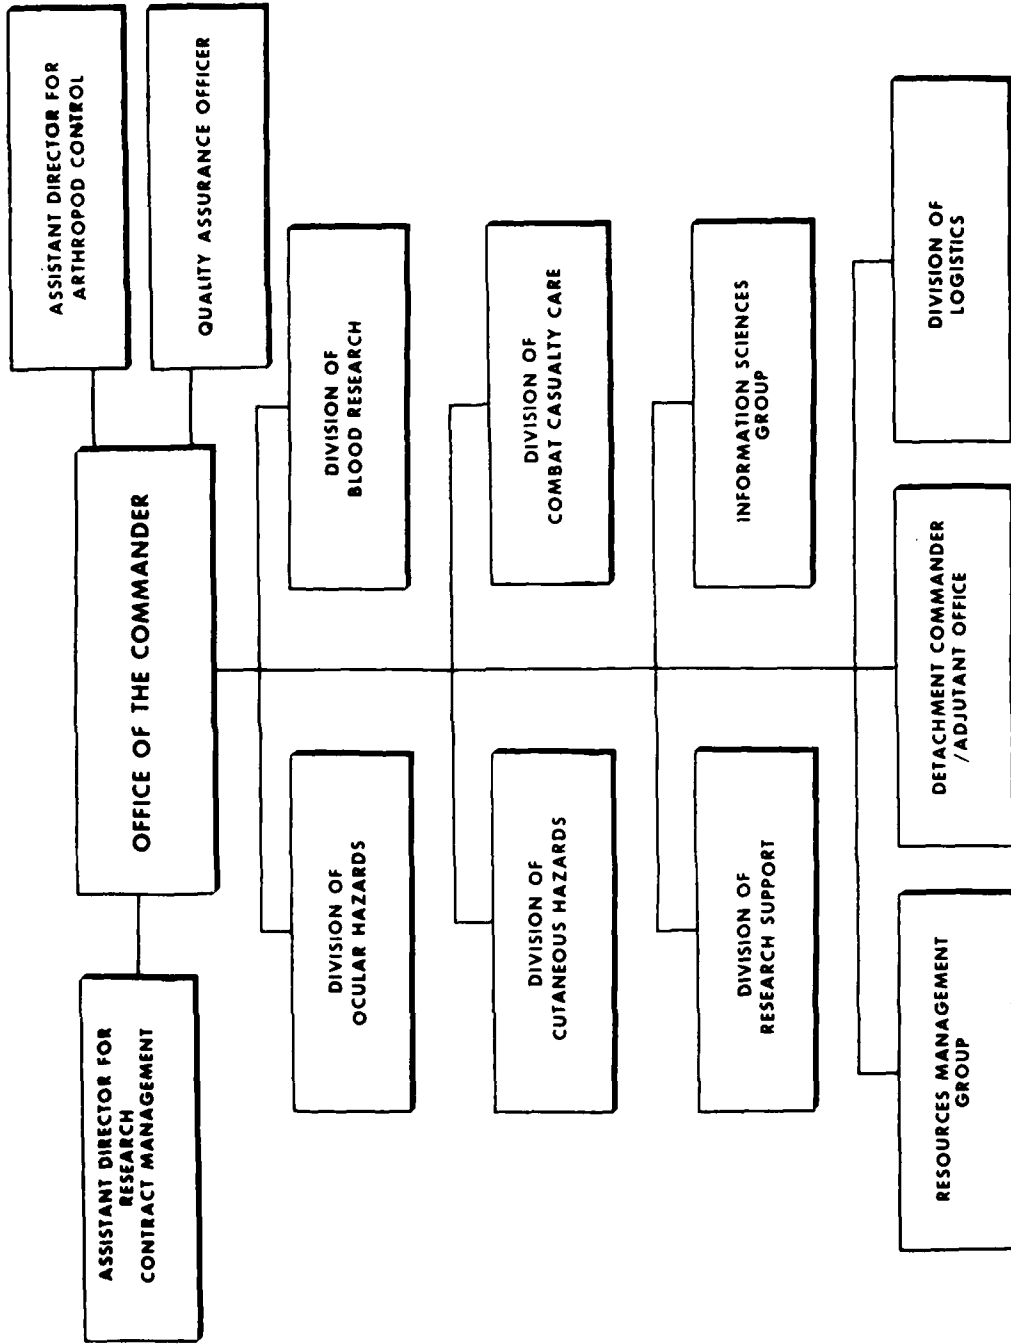 ASSISTANT DIRECTOR FOR
RESEARCH
CONTRACT MANAGEMENT
OFFICE OF THE COMMANDER
ASSISTANT DIRECTOR FOR
ARTHROPOD CONTROL
QUALITY ASSURANCE OFFICER
DIVISION OF
OCULAR HAZARDS
DIVISION OF
BLOOD RESEARCH
DIVISION OF
CUTANEOUS HAZARDS
DIVISION OF
COMBAT CASUALTY CARE
DIVISION OF
RESEARCH SUPPORT
INFORMATION SCIENCES
GROUP
RESOURCES MANAGEMENT
GROUP
DETACHMENT COMMANDER
/ADJUTANT OFFICE
DIVISION OF
LOGISTICS